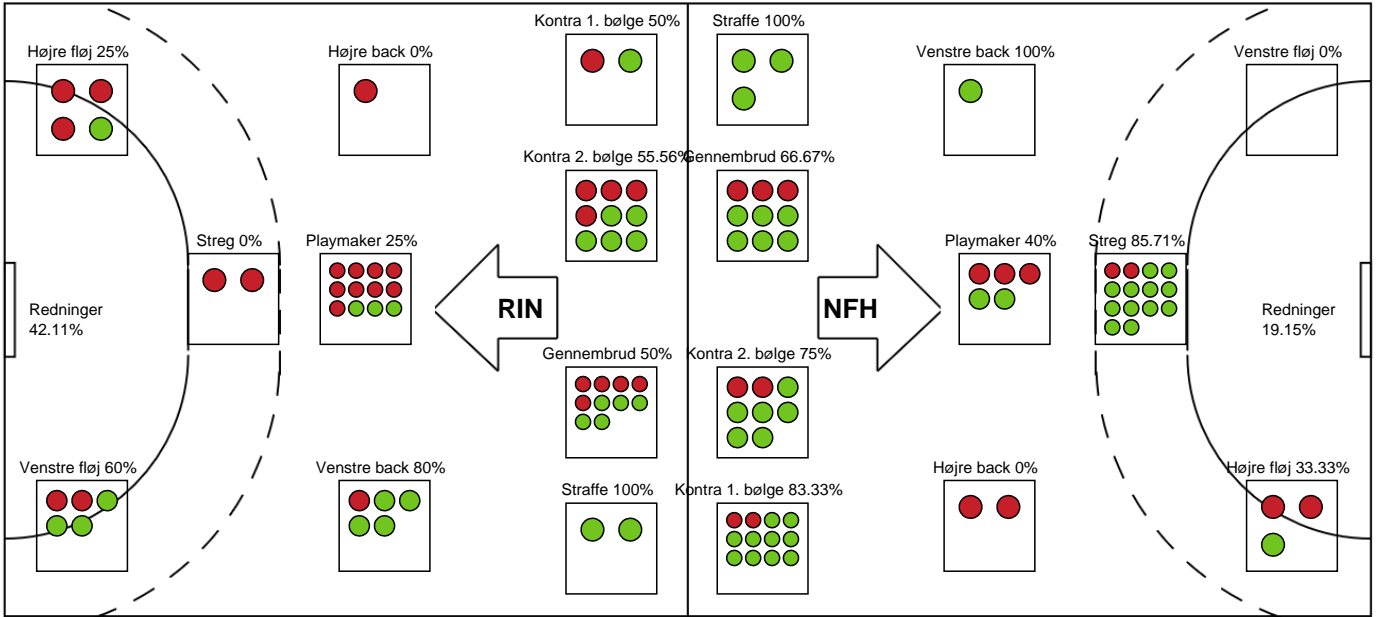 Kontra 1. bølge 50%
Straffe 100%
Højre fløj 25%
Højre back 0%
Venstre back 100%
Venstre fløj 0%
Kontra 2. bølge 55.56%
Gennembrud 66.67%
Streg 0%
Playmaker 25%
Playmaker 40%
Streg 85.71%
RIN
NFH
Redninger
42.11%
Redninger
19.15%
Gennembrud 50%
Kontra 2. bølge 75%
Venstre fløj 60%
Venstre back 80%
Højre back 0%
Højre fløj 33.33%
Straffe 100%
Kontra 1. bølge 83.33%